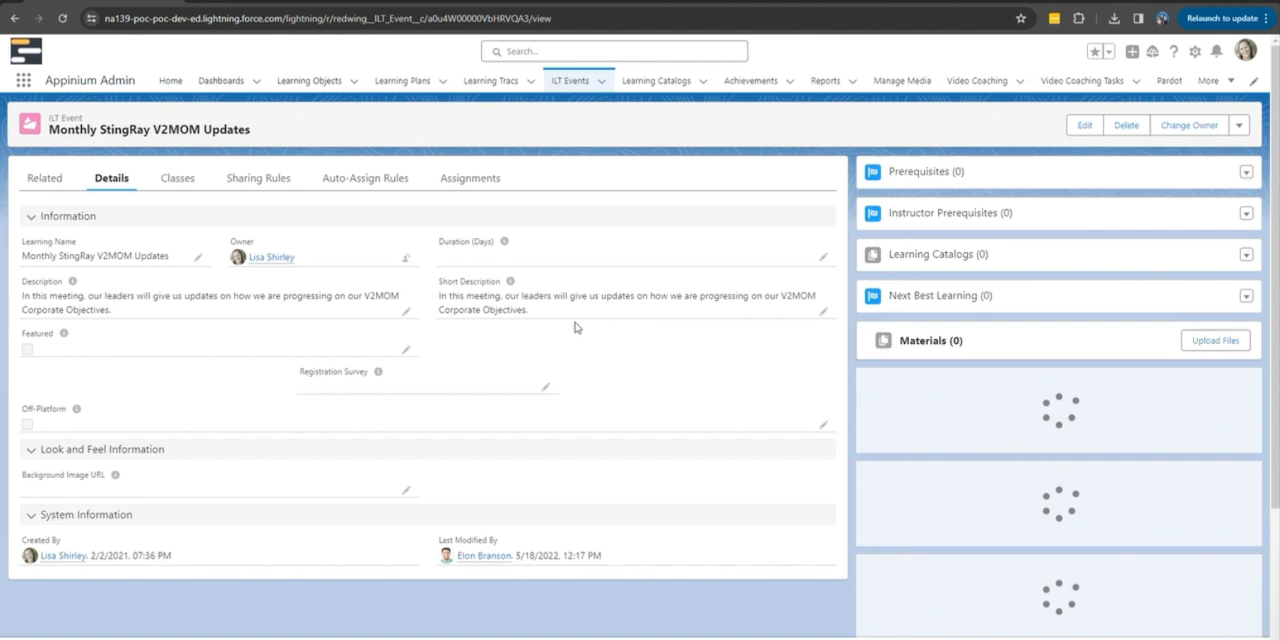 na139-poc-poc-dev-ed.lightning.force.com/lightning/r/redwing__ILT_Event__c/a0u4W00000VbHRVQA3/view
Relaunch to update
Search...
Appinium Admin
Home
Dashboards
Learning Objects
Learning Plans
Learning Tracs
ILT Events
Learning Catalogs
Achievements
Reports
Manage Media
Video Coaching
Video Coaching Tasks
Pardot
More
ILT Event
Monthly StingRay V2MOM Updates
Edit
Delete
Change Owner
Related
Details
Classes
Sharing Rules
Auto-Assign Rules
Assignments
Information
Learning Name
Monthly StingRay V2MOM Updates
Owner
Lisa Shirley
Duration (Days)
Description
In this meeting, our leaders will give us updates on how we are progressing on our V2MOM
Corporate Objectives.
Short Description
In this meeting, our leaders will give us updates on how we are progressing on our V2MOM
Corporate Objectives.
Featured
Registration Survey
Off-Platform
Look and Feel Information
Background Image URL
System Information
Created By
Lisa Shirley, 2/2/2021, 07:36 PM
Last Modified By
Elon Branson, 5/18/2022, 12:17 PM
Prerequisites (0)
Instructor Prerequisites (0)
Learning Catalogs (0)
Next Best Learning (0)
Materials (0)
Upload Files